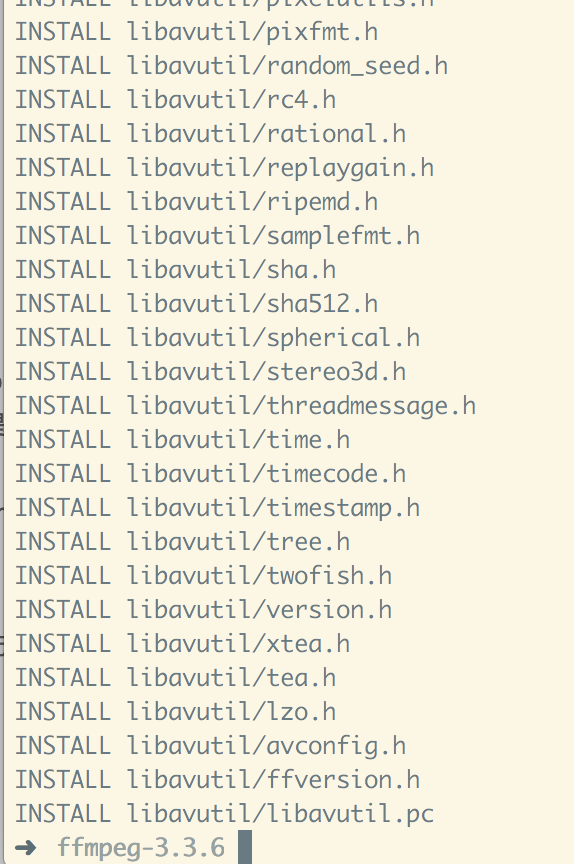 INSTALL libavutil/pixelutils.h
INSTALL libavutil/pixfmt.h
INSTALL libavutil/random_seed.h
INSTALL libavutil/rc4.h
INSTALL libavutil/rational.h
INSTALL libavutil/replaygain.h
INSTALL libavutil/ripemd.h
INSTALL libavutil/samplefmt.h
INSTALL libavutil/sha.h
INSTALL libavutil/sha512.h
INSTALL libavutil/spherical.h
INSTALL libavutil/stereo3d.h
INSTALL libavutil/threadmessage.h
INSTALL libavutil/time.h
INSTALL libavutil/timecode.h
INSTALL libavutil/timestamp.h
INSTALL libavutil/tree.h
INSTALL libavutil/twofish.h
INSTALL libavutil/version.h
INSTALL libavutil/xtea.h
INSTALL libavutil/tea.h
INSTALL libavutil/lzo.h
INSTALL libavutil/avconfig.h
INSTALL libavutil/ffversion.h
INSTALL libavutil/libavutil.pc
➜ ffmpeg-3.3.6